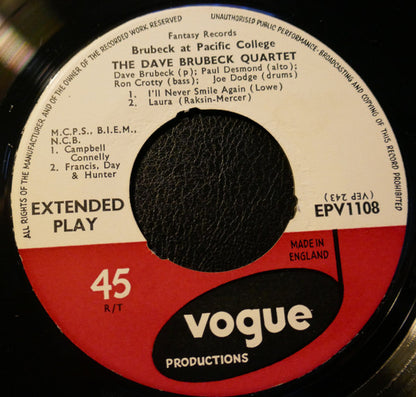 ALL RIGHTS OF THE MANUFACTURER AND OF THE OWNER OF THE RECORDED WORK RESERVED
UNAUTHORISED PUBLIC PERFORMANCE, BROADCASTING AND COPYING OF THIS RECORD PROHIBITED
Fantasy Records
Brubeck at Pacific College
THE DAVE BRUBECK QUARTET
Dave Brubeck (p); Paul Desmond (alto);
Ron Crotty (bass); Joe Dodge (drums)
1. I'll Never Smile Again (Lowe)
2. Laura (Raksin-Mercer)
M.C.P.S., B.I.E.M.,
N.C.B.
1. Campbell
Connelly
2. Francis, Day
& Hunter
EXTENDED
PLAY
(VEP 243)
EPV1108
MADE IN
ENGLAND
45
R/T
vogue
PRODUCTIONS